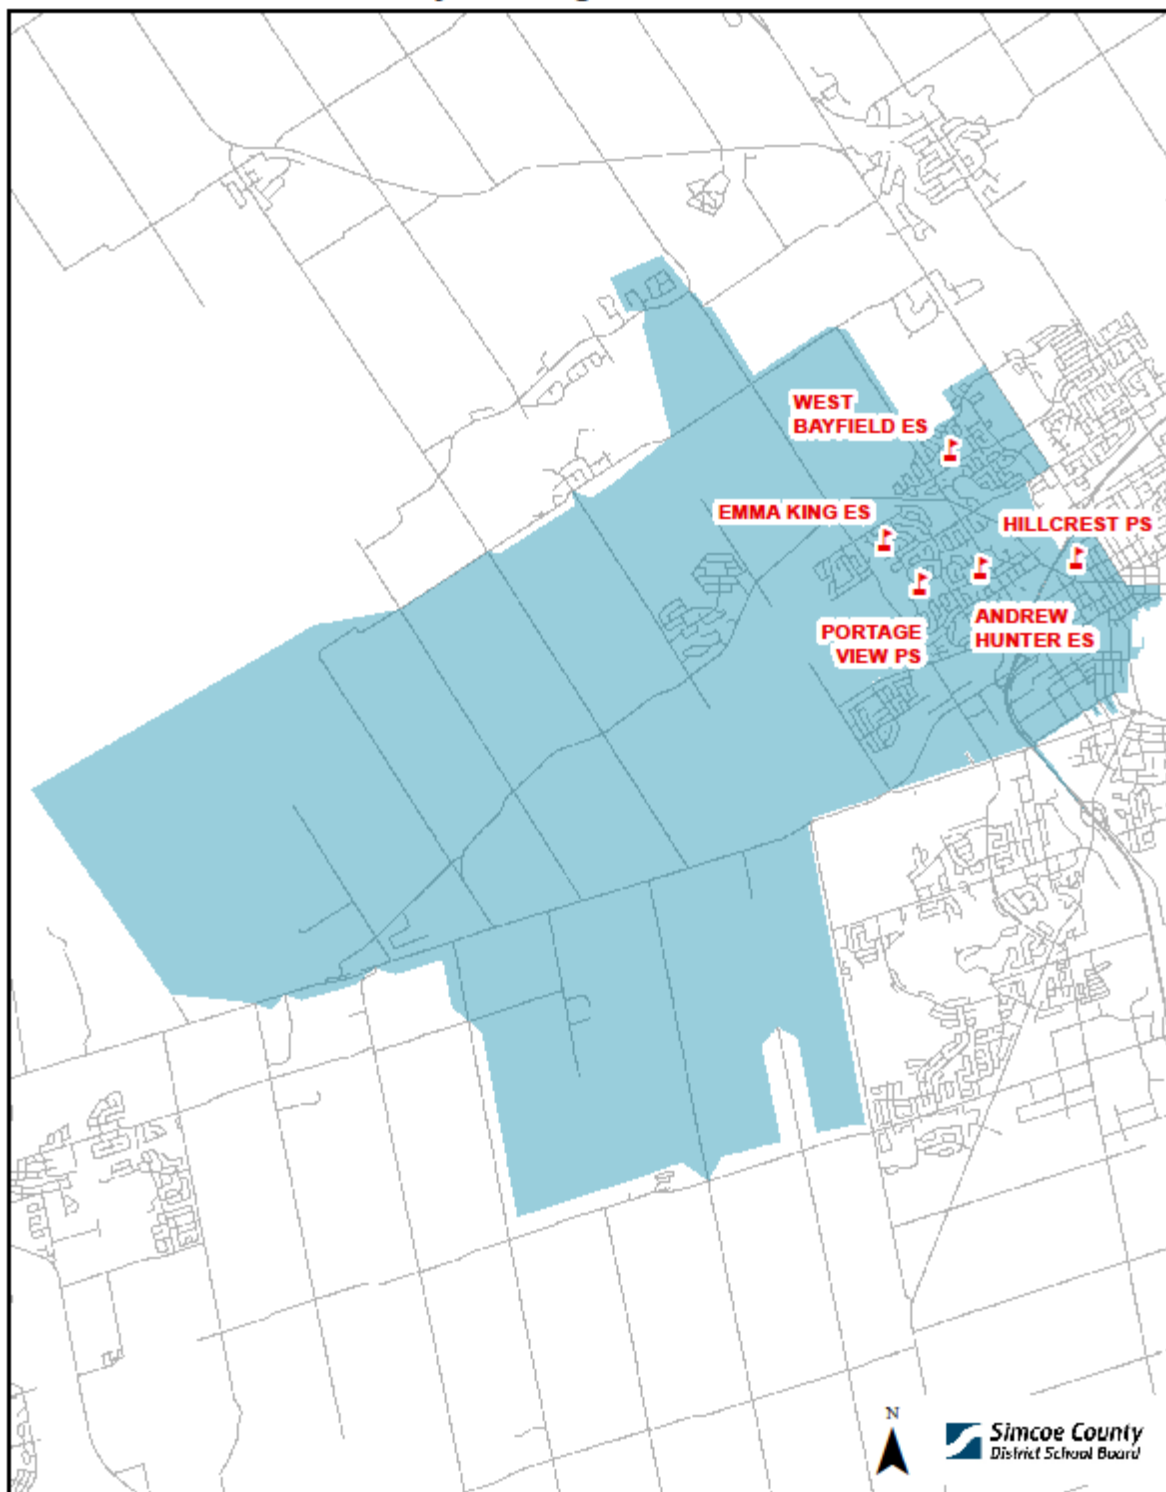 WEST
BAYFIELD ES
EMMA KING ES
HILLCREST PS
ANDREW
HUNTER ES
PORTAGE
VIEW PS
N
Simcoe County
District School Board